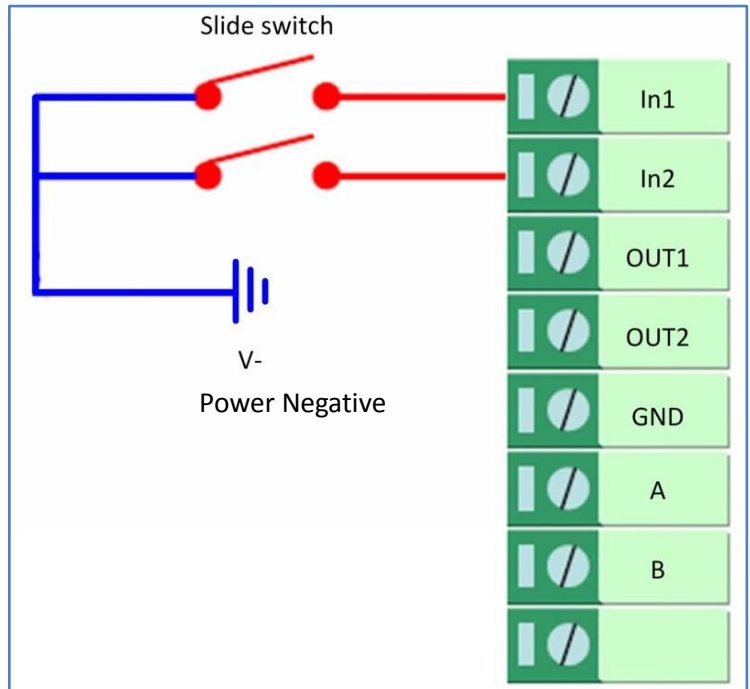 Slide switch
In1
In2
OUT1
OUT2
V-
Power Negative
GND
A
B